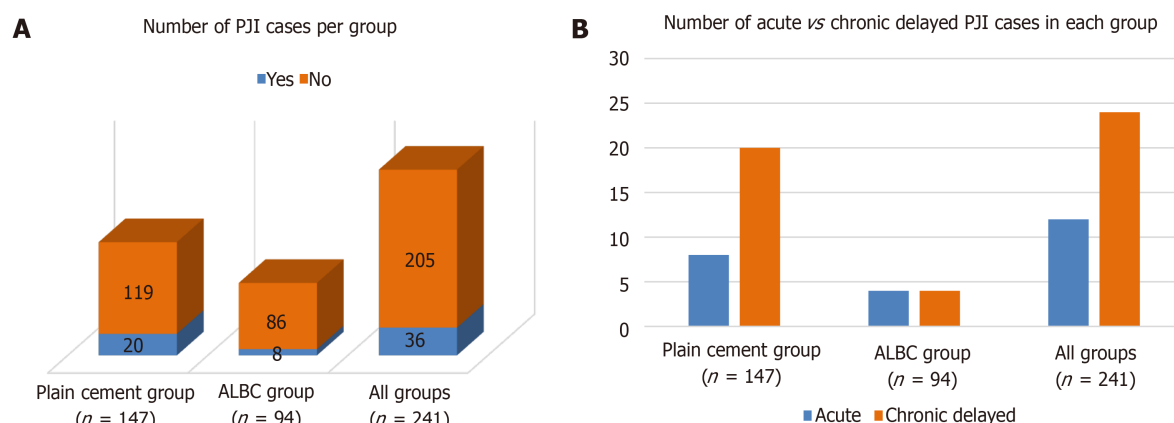 A
Number of PJI cases per group
Yes No
119
20
86
8
205
36
Plain cement group
(n = 147)
ALBC group
(n = 94)
All groups
(n = 241)
B
Number of acute vs chronic delayed PJI cases in each group
30
25
20
15
10
5
0
Plain cement group
(n = 147)
ALBC group
(n = 94)
All groups
(n = 241)
Acute Chronic delayed